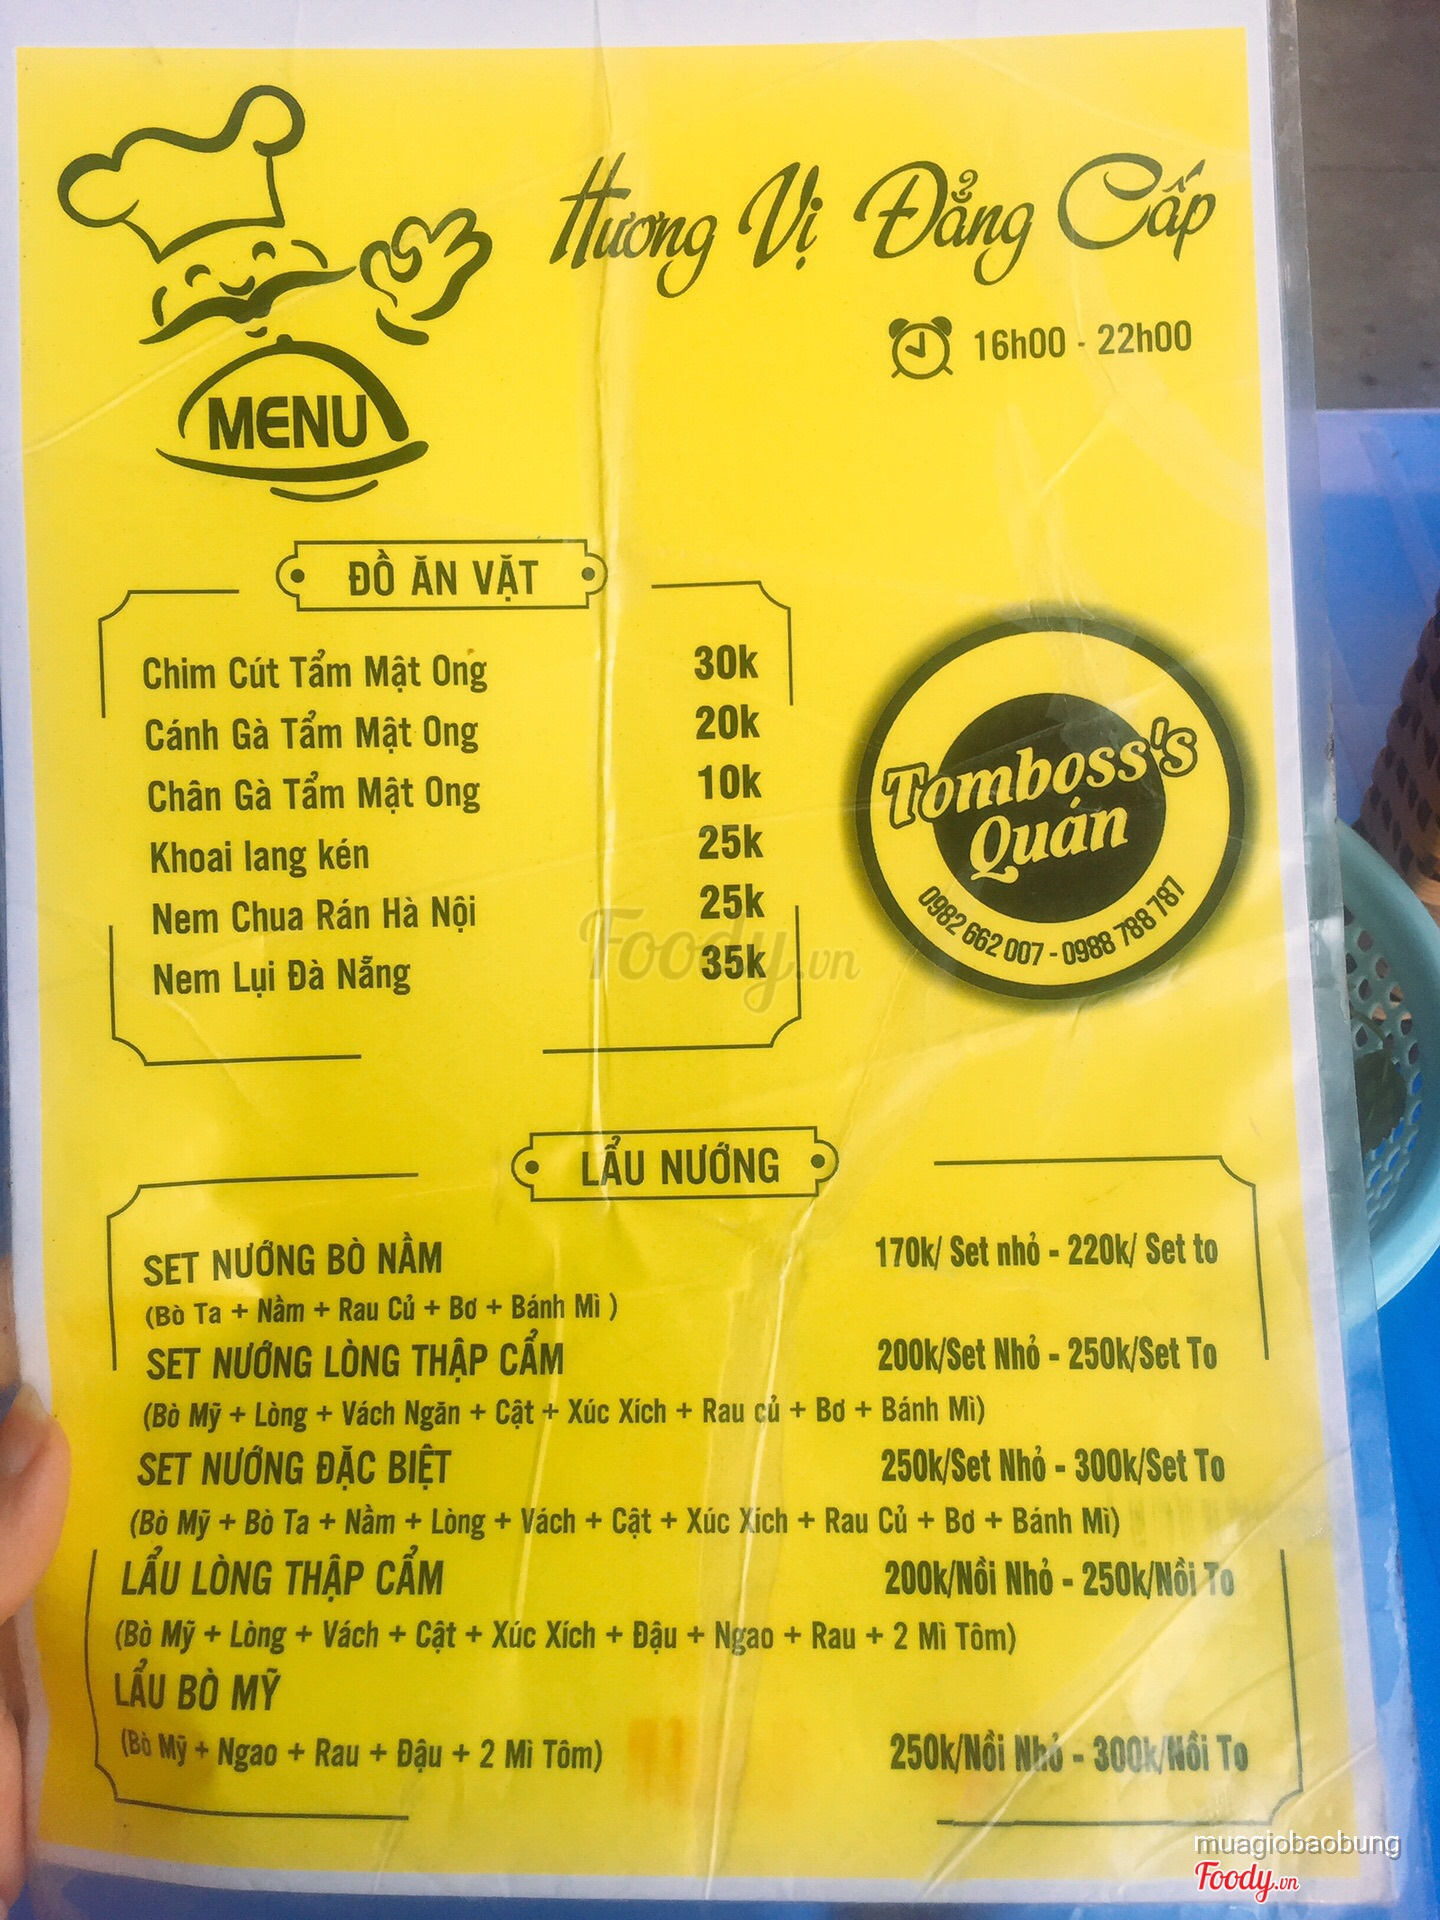 Hương Vị Đẳng Cấp
16h00 - 22h00
MENU
ĐỒ ĂN VẶT
Chim Cút Tẩm Mật Ong 30k
Cánh Gà Tẩm Mật Ong 20k
Chân Gà Tẩm Mật Ong 10k
Khoai lang kén 25k
Nem Chua Rán Hà Nội 25k
Nem Lụi Đà Nẵng 35k
Tomboss's
Quán
0982 662 007 - 0988 788 787
Foody.vn
LẨU NƯỚNG
SET NƯỚNG BÒ NẦM 170k/ Set nhỏ - 220k/ Set to
(Bò Ta + Nầm + Rau Củ + Bơ + Bánh Mì )
SET NƯỚNG LÒNG THẬP CẨM 200k/Set Nhỏ - 250k/Set To
(Bò Mỹ + Lòng + Vách Ngăn + Cật + Xúc Xích + Rau củ + Bơ + Bánh Mì)
SET NƯỚNG ĐẶC BIỆT 250k/Set Nhỏ - 300k/Set To
(Bò Mỹ + Bò Ta + Nầm + Lòng + Vách + Cật + Xúc Xích + Rau Củ + Bơ + Bánh Mì)
LẨU LÒNG THẬP CẨM 200k/Nồi Nhỏ - 250k/Nồi To
(Bò Mỹ + Lòng + Vách + Cật + Xúc Xích + Đậu + Ngao + Rau + 2 Mì Tôm)
LẨU BÒ MỸ
(Bò Mỹ + Ngao + Rau + Đậu + 2 Mì Tôm) 250k/Nồi Nhỏ - 300k/Nồi To
muagiobaobung
Foody.vn